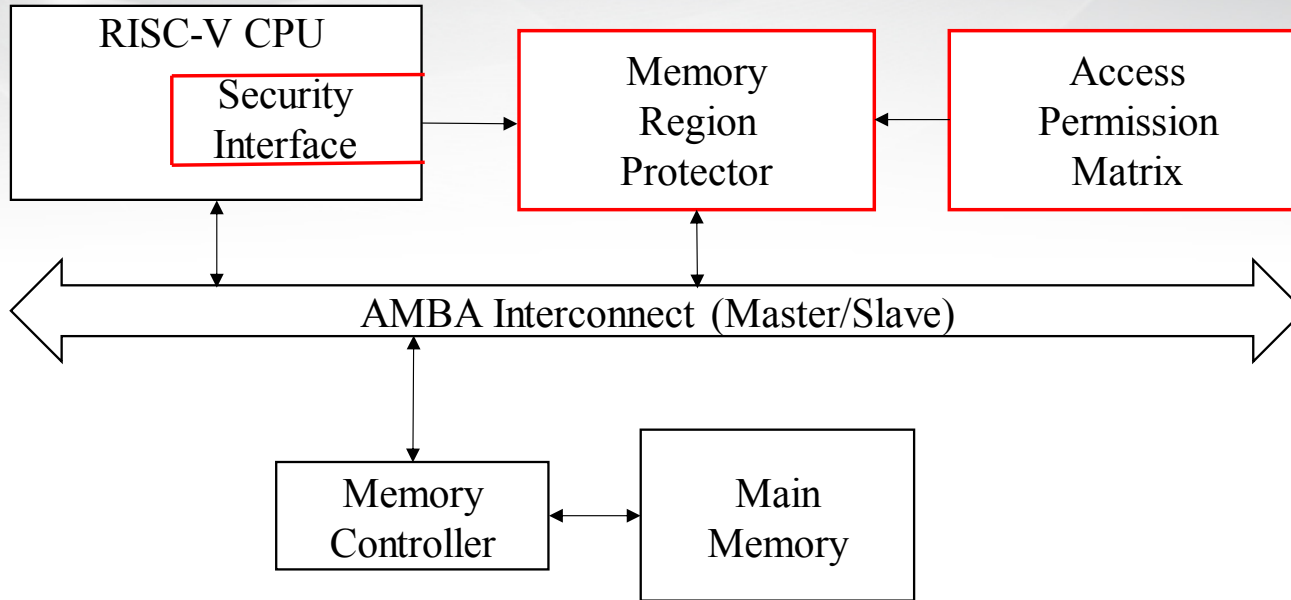 RISC-V CPU
Security
Interface
Memory
Region
Protector
Access
Permission
Matrix
AMBA Interconnect (Master/Slave)
Memory
Controller
Main
Memory